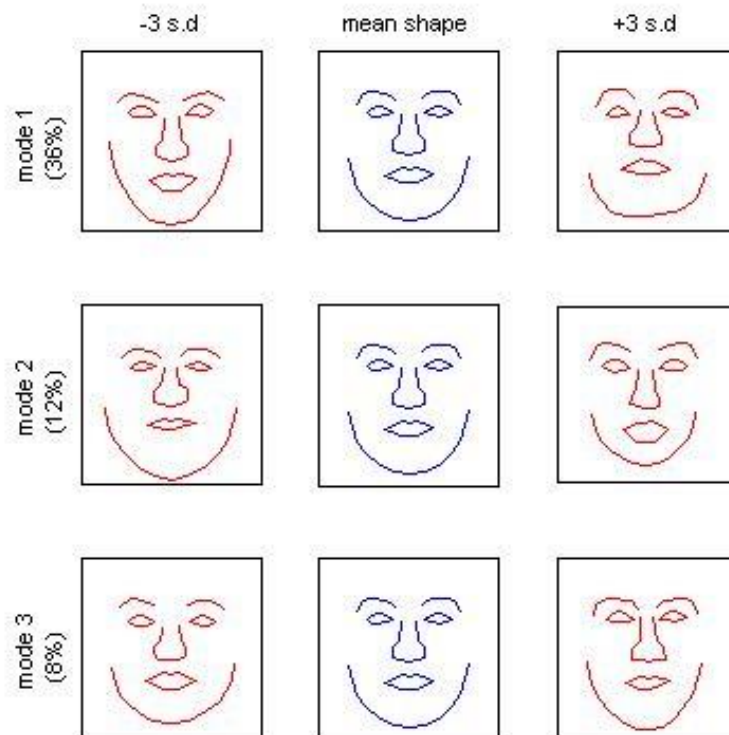 -3 s.d
mean shape
+3 s.d
mode 1
(36%)
mode 2
(12%)
mode 3
(8%)